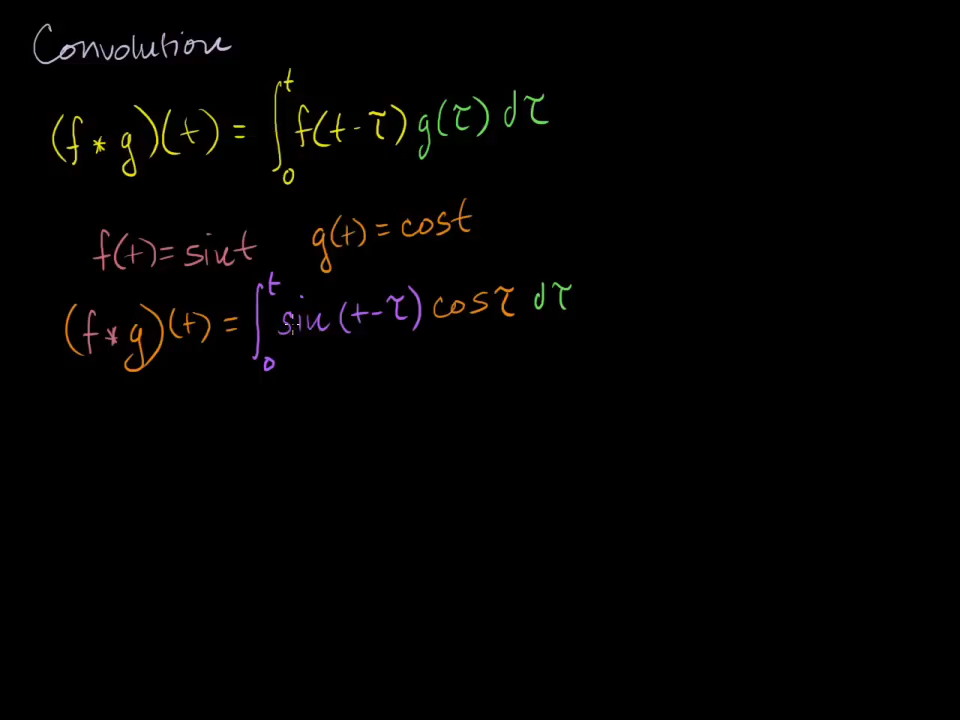 Convolution
(f * g)(t) = ∫₀ᵗ f(t - τ) g(τ) dτ
f(t) = sin t g(t) = cos t
(f * g)(t) = ∫₀ᵗ sin (t - τ) cos τ dτ